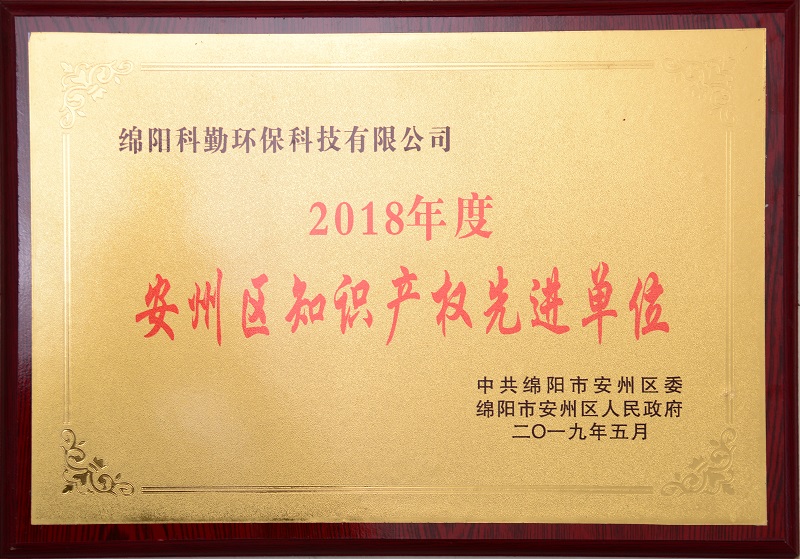 绵阳科勤环保科技有限公司
2018年度
安州区知识产权先进单位
中共绵阳市安州区委
绵阳市安州区人民政府
二〇一九年五月